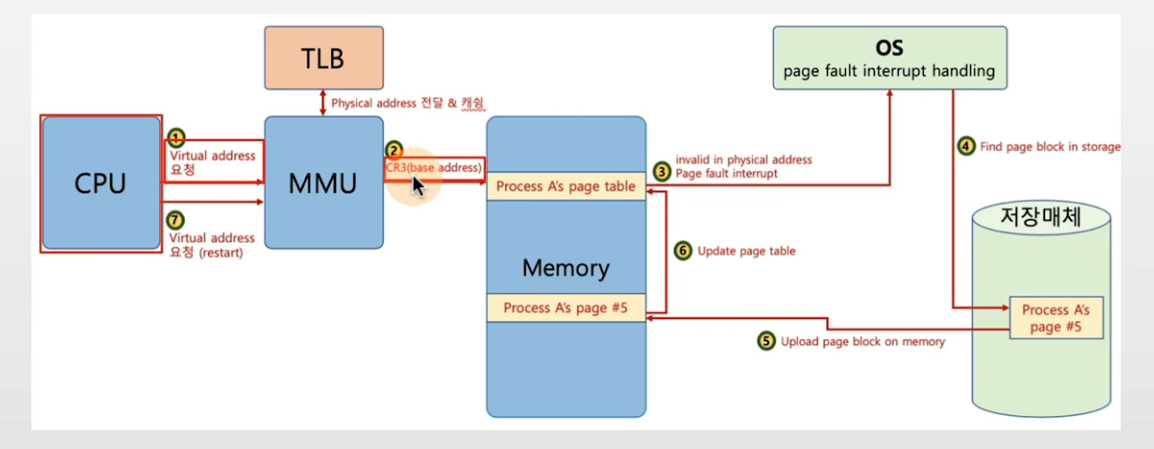 TLB
OS
page fault interrupt handling
Physical address 전달 & 캐슁
1
Virtual address
요청
CPU
MMU
2
CR3(base address)
Process A's page table
3
invalid in physical address
Page fault interrupt
4
Find page block in storage
7
Virtual address
요청 (restart)
Memory
6
Update page table
저장매체
Process A's page #5
Process A's
page #5
5
Upload page block on memory